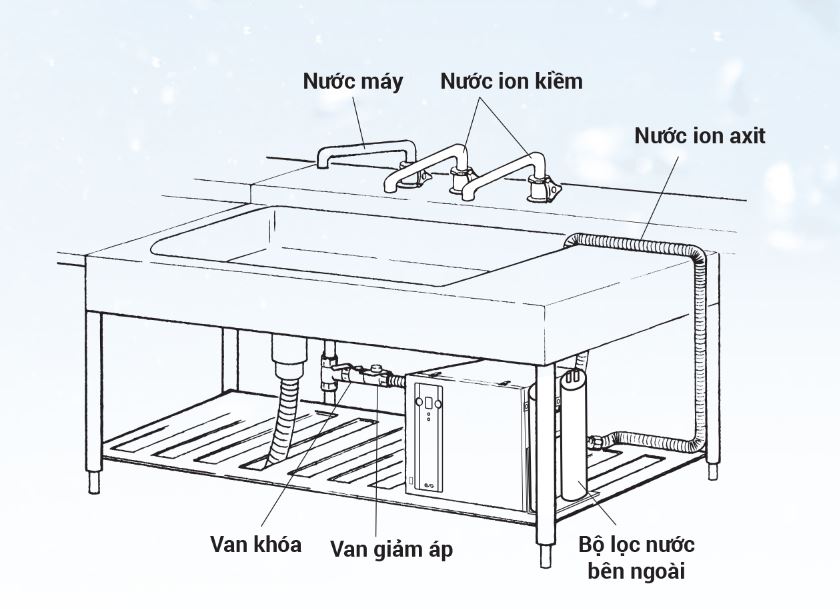 Nước máy
Nước ion kiềm
Nước ion axit
Van khóa
Van giảm áp
Bộ lọc nước
bên ngoài